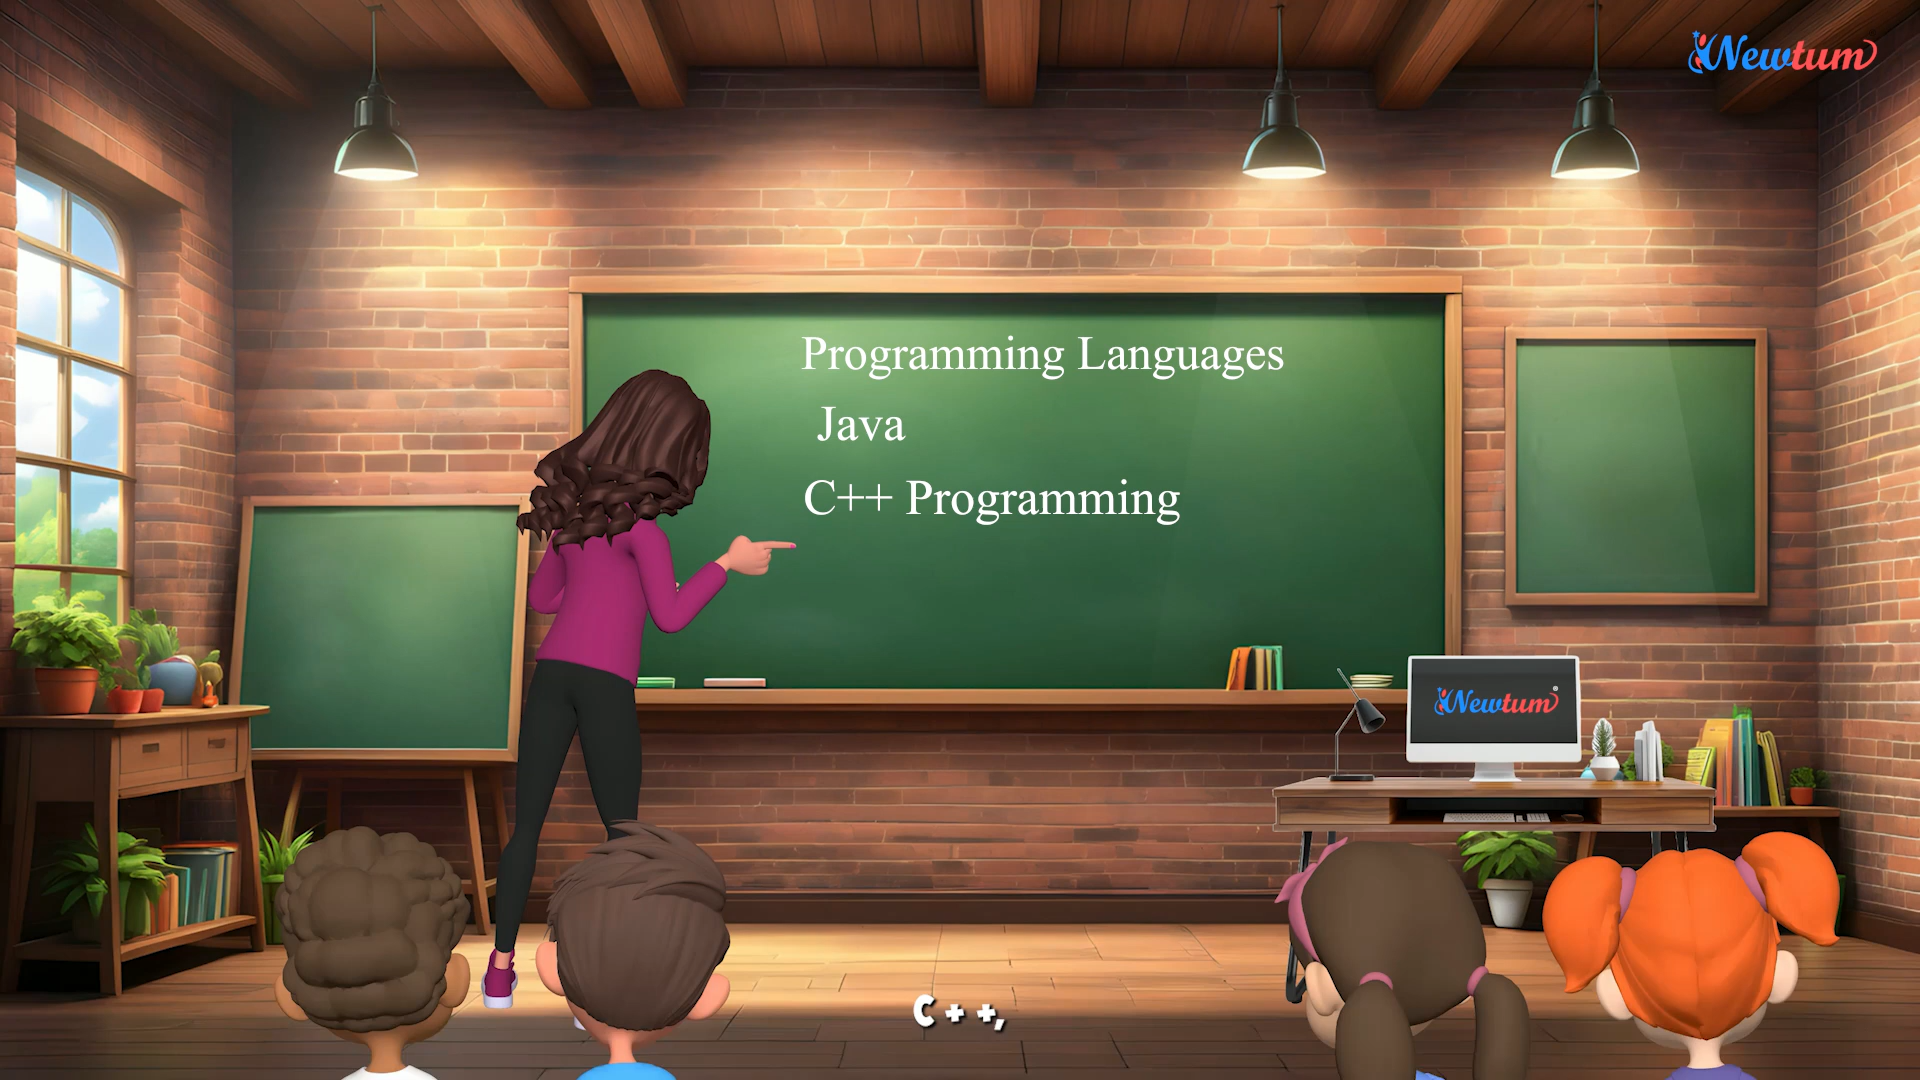 Newtum
Programming Languages
Java
C++ Programming
Newtum
C++,